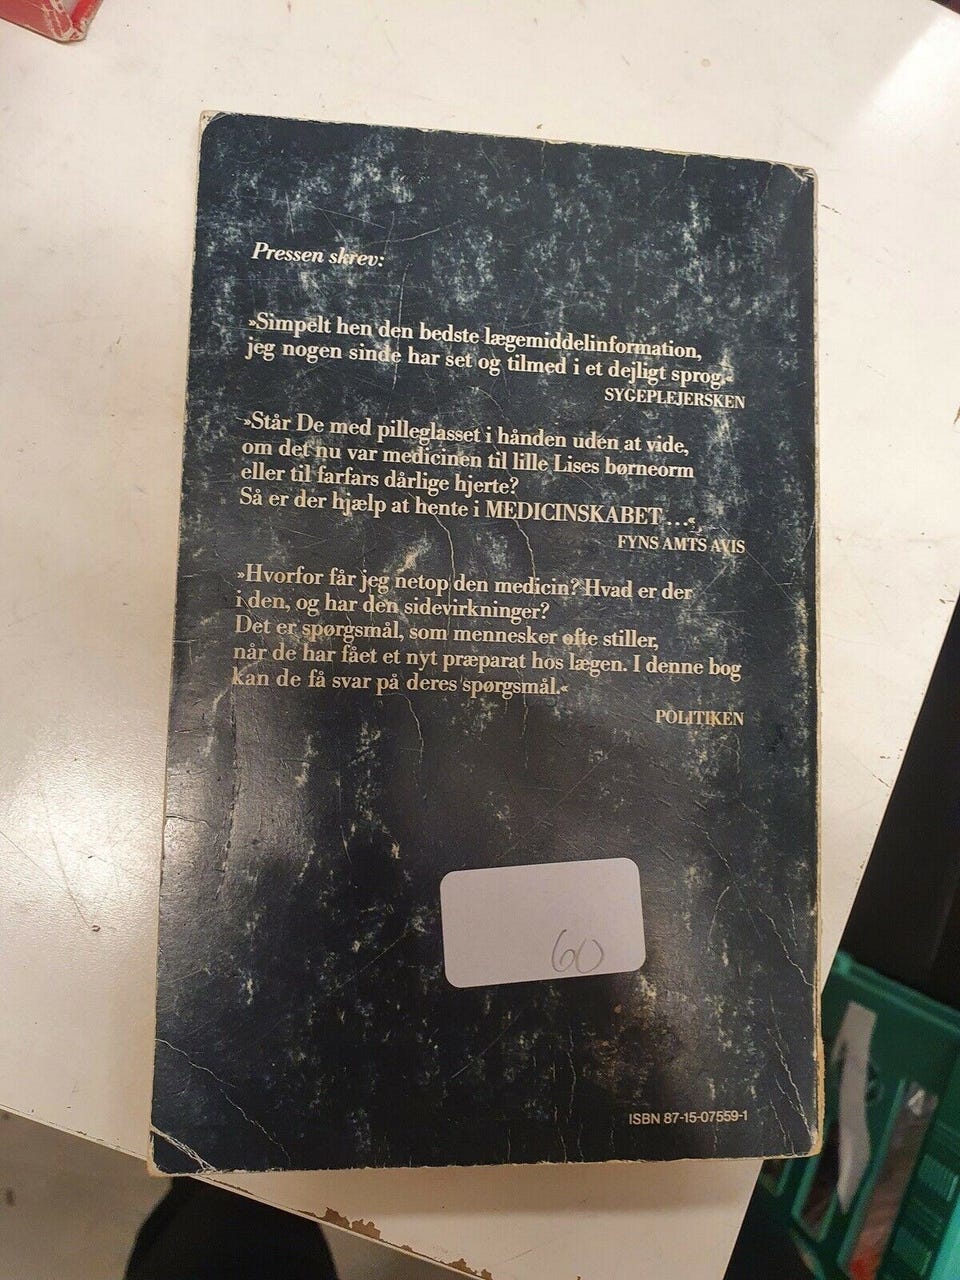 Pressen skrev:
»Simpelt hen den bedste lægemiddelinformation,
jeg nogen sinde har set og tilmed i et dejligt sprog.«
SYGEPLEJERSKEN
»Står De med pilleglasset i hånden uden at vide,
om det nu var medicinen til lille Lises børneorm
eller til farfars dårlige hjerte?
Så er der hjælp at hente i MEDICINSKABET ...«
FYNS AMTS AVIS
»Hvorfor får jeg netop den medicin? Hvad er der
i den, og har den sidevirkninger?
Det er spørgsmål, som mennesker ofte stiller,
når de har fået et nyt præparat hos lægen. I denne bog
kan de få svar på deres spørgsmål.«
POLITIKEN
60
ISBN 87-15-07559-1